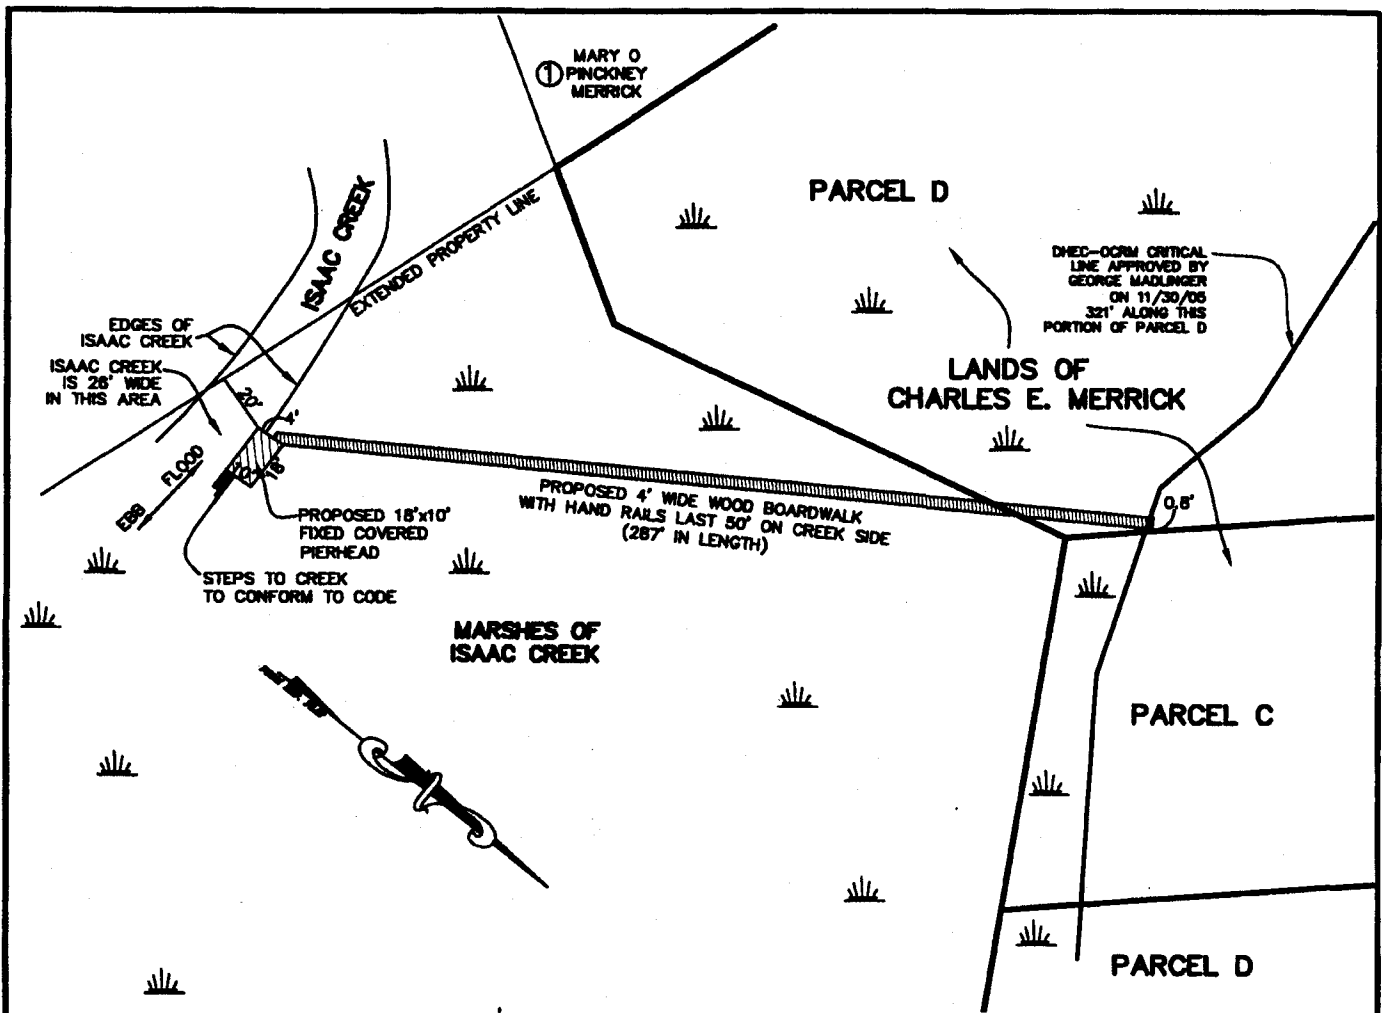 MARY O
① PINCKNEY
MERRICK
PARCEL D
ISAAC CREEK
EXTENDED PROPERTY LINE
DHEC-OCRM CRITICAL
LINE APPROVED BY
GEORGE MADLINGER
ON 11/30/05
321' ALONG THIS
PORTION OF PARCEL D
EDGES OF
ISAAC CREEK
ISAAC CREEK
IS 26' WIDE
IN THIS AREA
LANDS OF
CHARLES E. MERRICK
20'
4'
FLOOD
EBB
10'
18'
PROPOSED 4' WIDE WOOD BOARDWALK
WITH HAND RAILS LAST 50' ON CREEK SIDE
(287' IN LENGTH)
0.8'
PROPOSED 18'x10'
FIXED COVERED
PIERHEAD
STEPS TO CREEK
TO CONFORM TO CODE
MARSHES OF
ISAAC CREEK
PARCEL C
PARCEL D